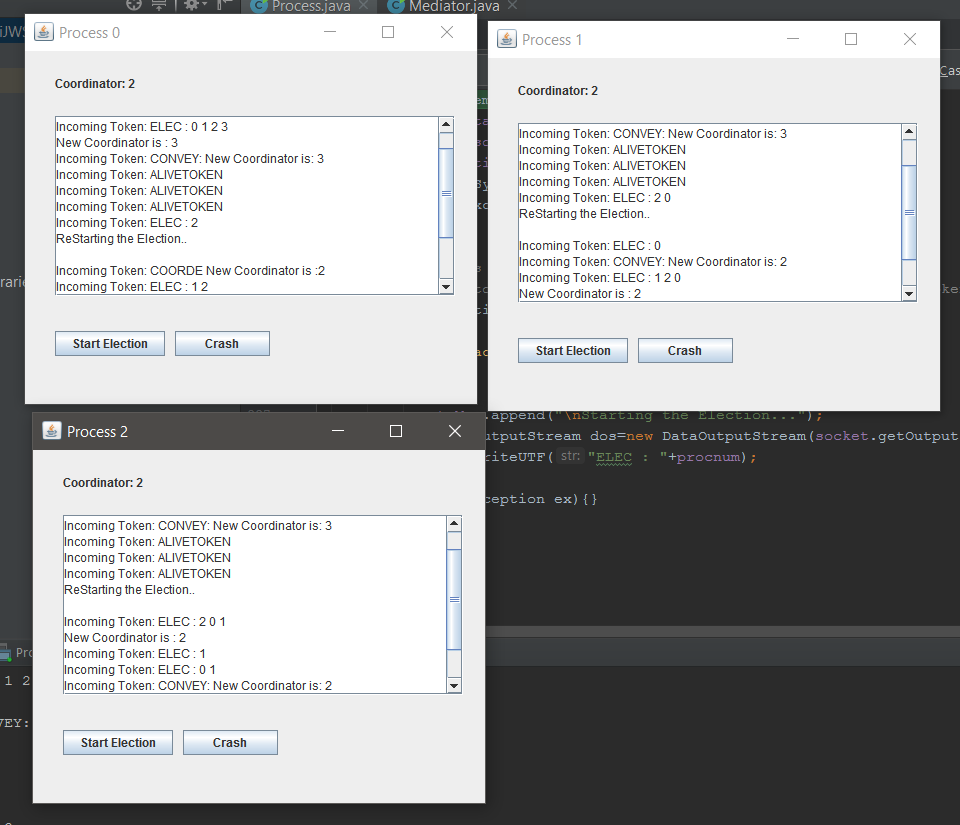 Process.java
Mediator.java
Process 0
Coordinator: 2
Incoming Token: ELEC : 0 1 2 3
New Coordinator is : 3
Incoming Token: CONVEY: New Coordinator is: 3
Incoming Token: ALIVETOKEN
Incoming Token: ALIVETOKEN
Incoming Token: ALIVETOKEN
Incoming Token: ELEC : 2
ReStarting the Election..
Incoming Token: COORDE New Coordinator is :2
Incoming Token: ELEC : 1 2
Start Election
Crash
Process 1
Coordinator: 2
Incoming Token: CONVEY: New Coordinator is: 3
Incoming Token: ALIVETOKEN
Incoming Token: ALIVETOKEN
Incoming Token: ALIVETOKEN
Incoming Token: ELEC : 2 0
ReStarting the Election..
Incoming Token: ELEC : 0
Incoming Token: CONVEY: New Coordinator is: 2
Incoming Token: ELEC : 1 2 0
New Coordinator is : 2
Start Election
Crash
.append("\nStarting the Election...");
utputStream dos=new DataOutputStream(socket.getOutput
riteUTF( str: "ELEC : "+procnum);
ception ex){}
Process 2
Coordinator: 2
Incoming Token: CONVEY: New Coordinator is: 3
Incoming Token: ALIVETOKEN
Incoming Token: ALIVETOKEN
Incoming Token: ALIVETOKEN
ReStarting the Election..
Incoming Token: ELEC : 2 0 1
New Coordinator is : 2
Incoming Token: ELEC : 1
Incoming Token: ELEC : 0 1
Incoming Token: CONVEY: New Coordinator is: 2
Start Election
Crash
1 2
VEY: